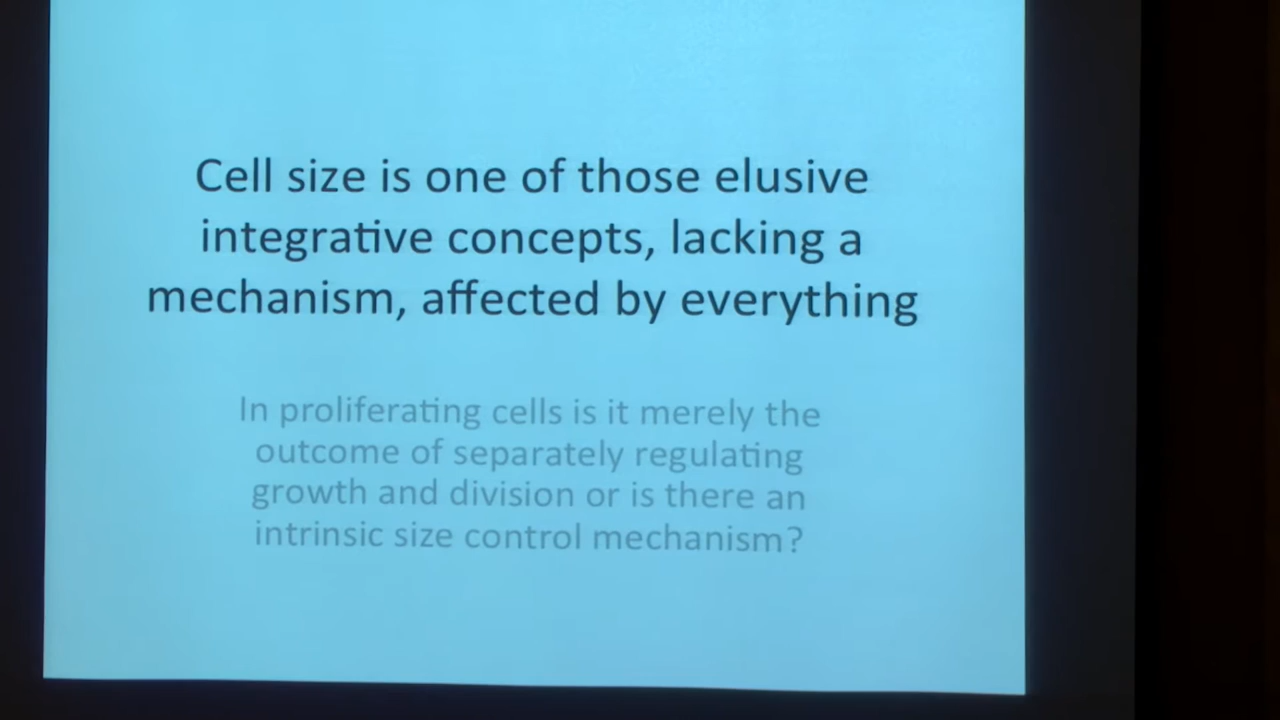 Cell size is one of those elusive
integrative concepts, lacking a
mechanism, affected by everything
In proliferating cells is it merely the
outcome of separately regulating
growth and division or is there an
intrinsic size control mechanism?